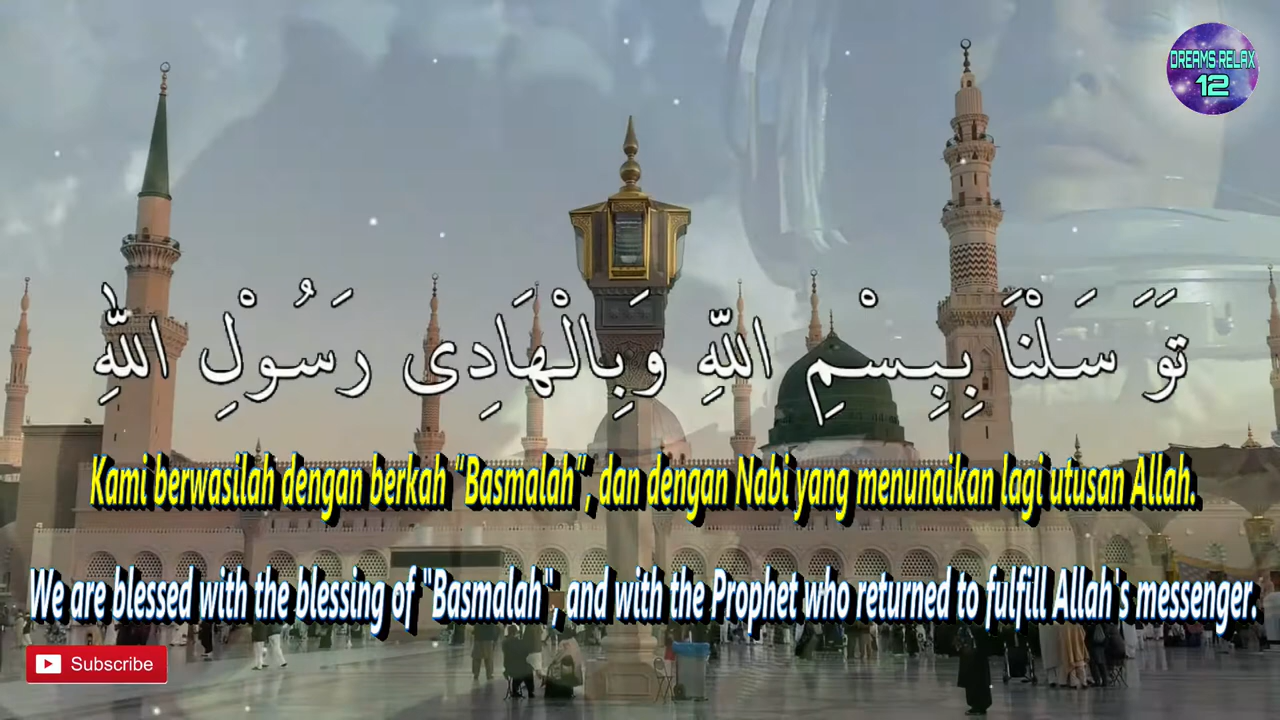 DREAMS RELAX
12
تَوَ سَلْنَا بِبِسْمِ اللّهِ وَبِالْهَادِى رَسُوْلِ اللّٰهِ
Kami berwasilah dengan berkah "Basmalah", dan dengan Nabi yang menunaikan lagi utusan Allah.
We are blessed with the blessing of "Basmalah", and with the Prophet who returned to fulfill Allah's messenger.
Subscribe